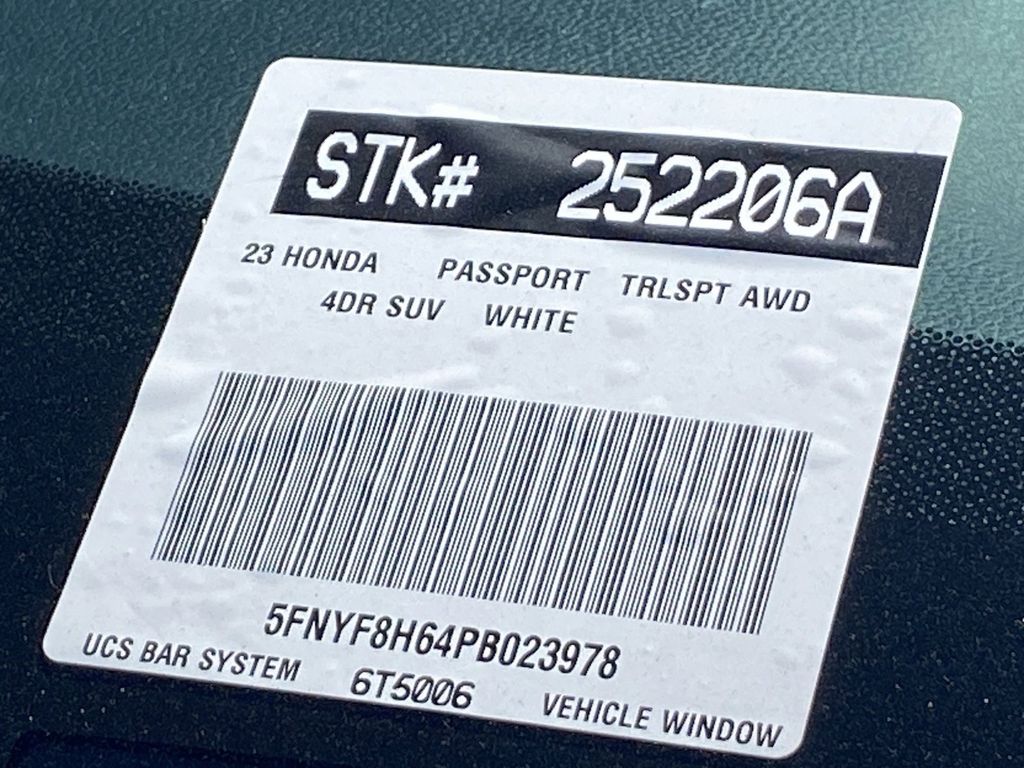 STK# 252206A
23 HONDA PASSPORT TRLSPT AWD
4DR SUV WHITE
5FNYF8H64PB023978
UCS BAR SYSTEM 6T5006 VEHICLE WINDOW